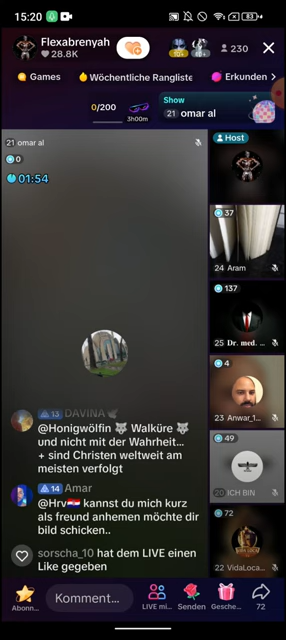 15:20
83
Flexabrenyah
28.8K
10+
230
Games
Wöchentliche Rangliste
Erkunden
0/200
3h00m
Show
21 omar al
21 omar al
0
01:54
Host
37
24 Aram
137
25 Dr. med. ...
4
23 Anwar_1...
49
20 ICH BIN
72
22 VidaLoca...
13 DAVINA
@Honigwölfin 🐺 Walküre 🐺
und nicht mit der Wahrheit...
+ sind Christen weltweit am
meisten verfolgt
14 Amar
@Hrv🇭🇷 kannst du mich kurz
als freund anhemen möchte dir
bild schicken..
sorscha_10 hat dem LIVE einen
Like gegeben
Abonn...
Komment...
LIVE mi...
Senden
Gesche...
72